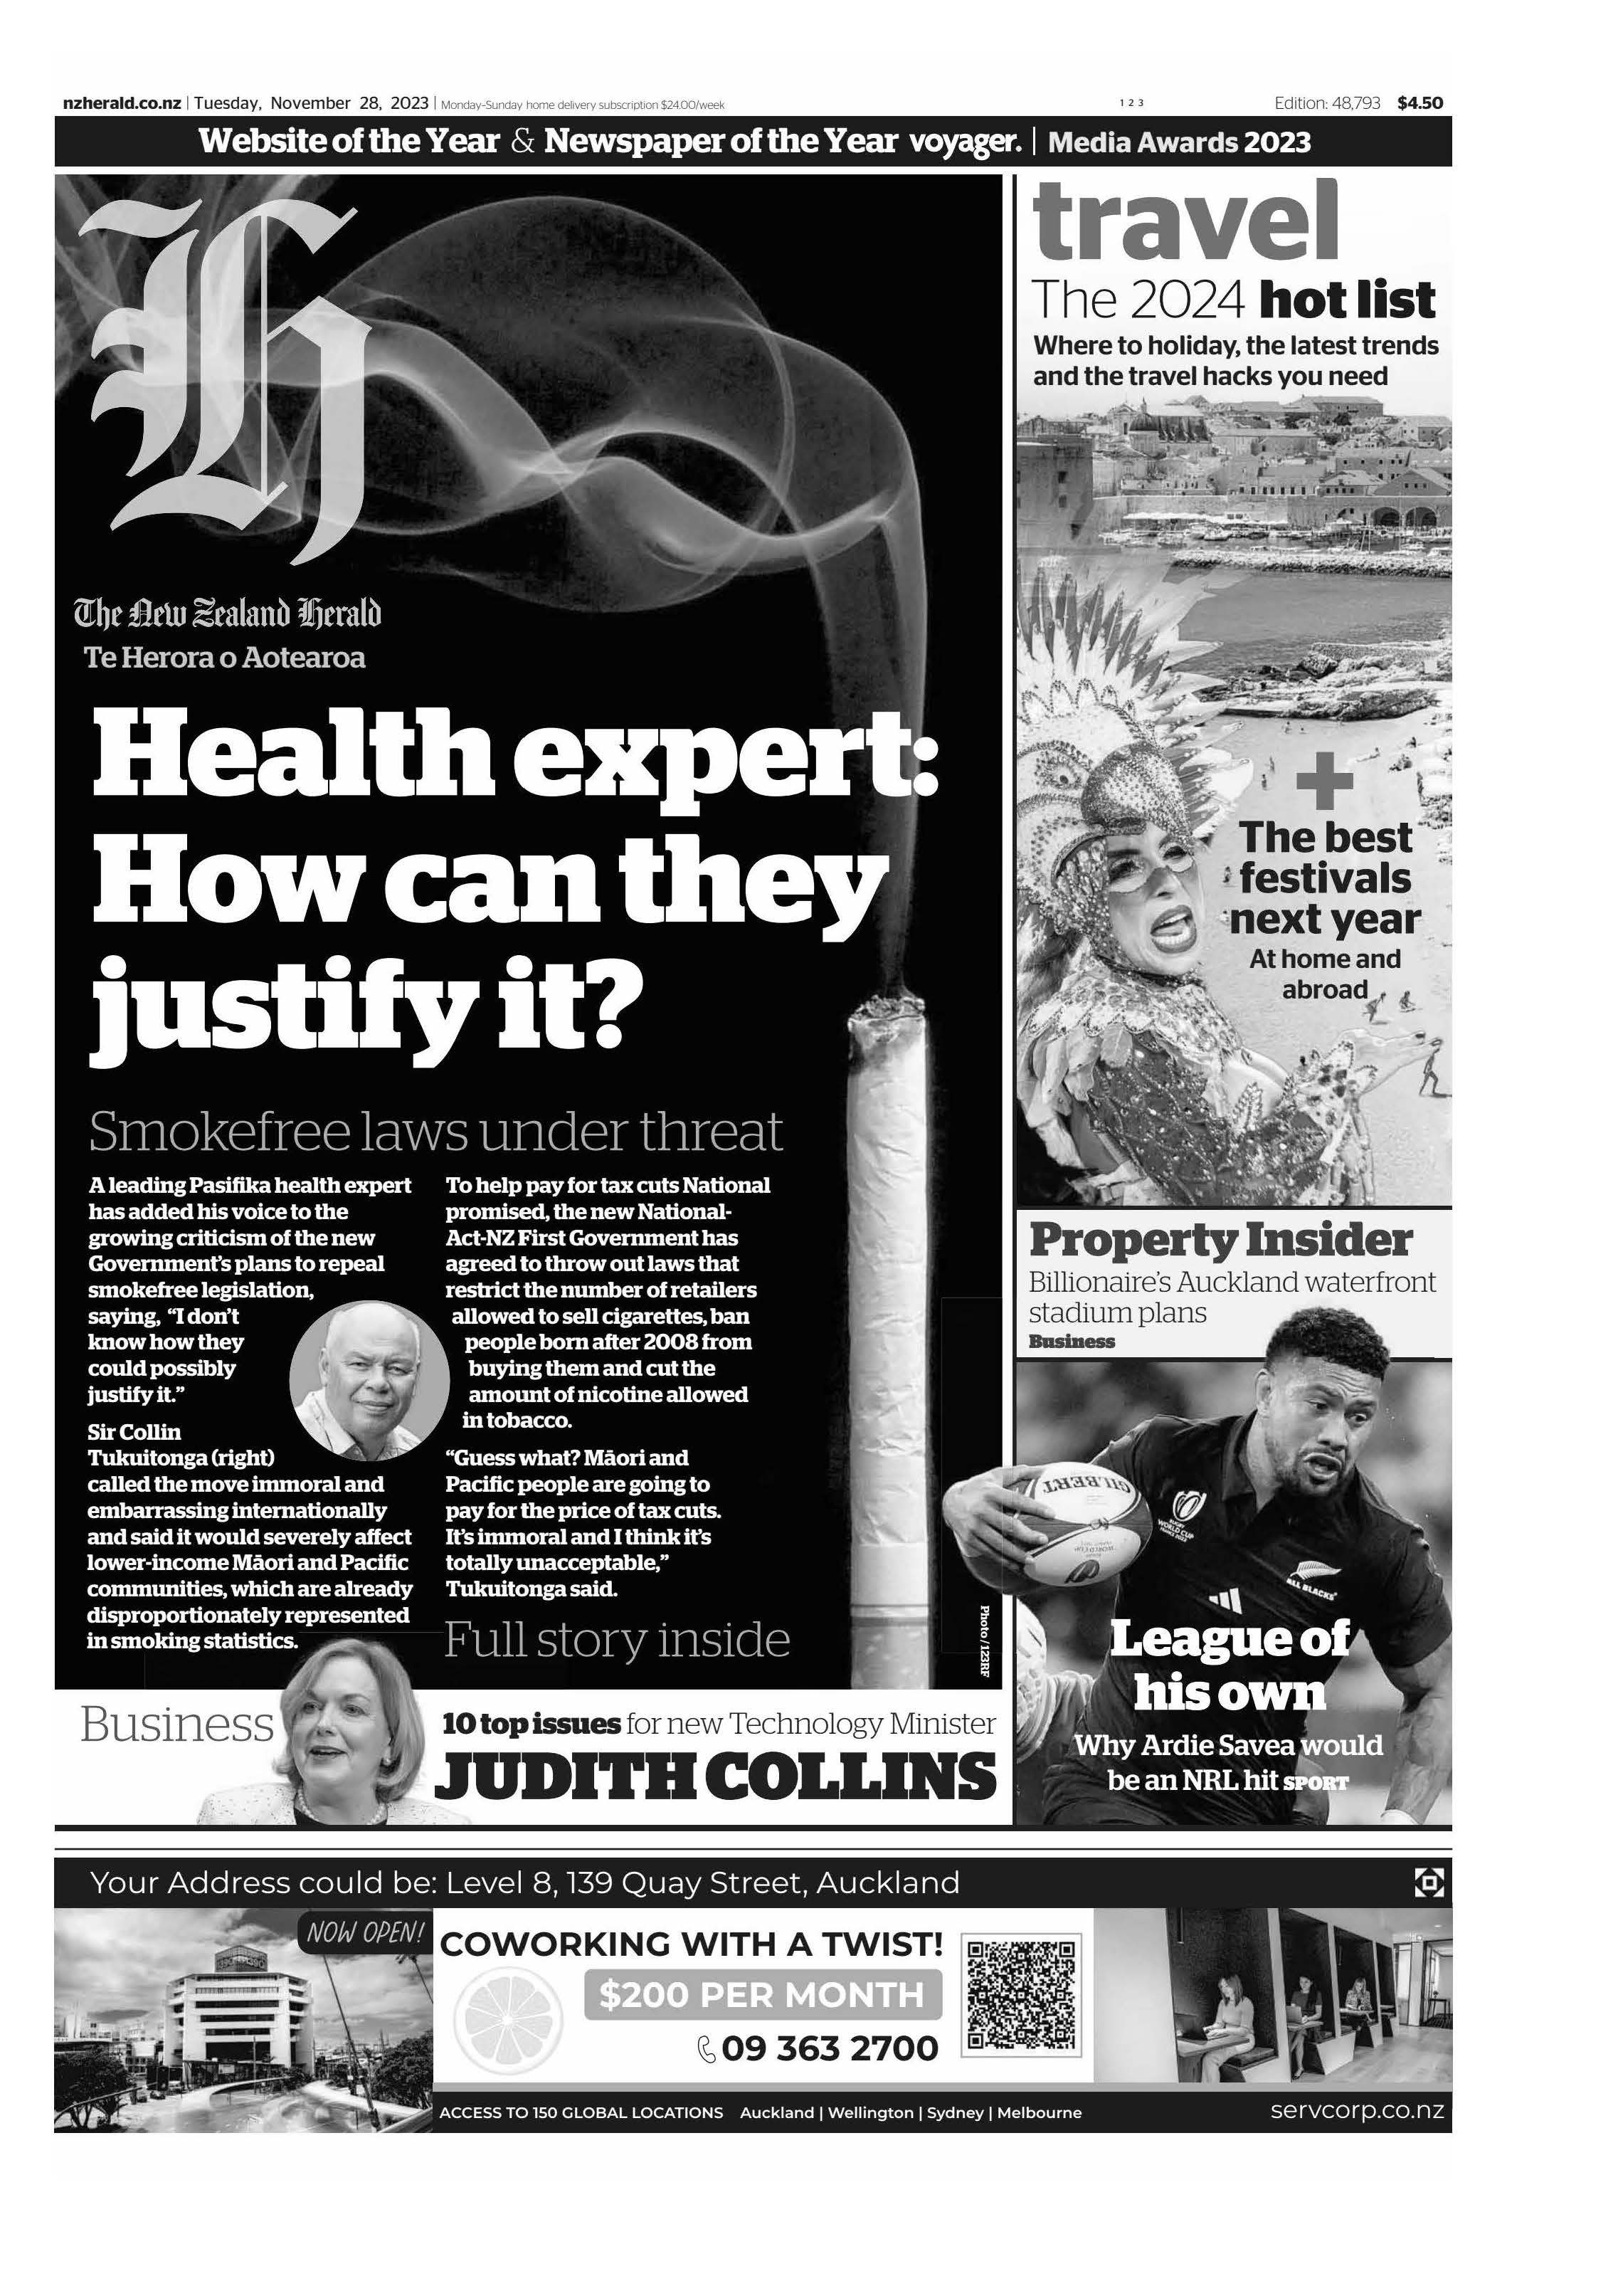 nzherald.co.nz | Tuesday, November 28, 2023 | Monday-Sunday home delivery subscription $24.00/week
1 2 3
Edition: 48,793 $4.50
Website of the Year & Newspaper of the Year voyager. | Media Awards 2023
H
The New Zealand Herald
Te Herora o Aotearoa
Health expert:
How can they
justify it?
Smokefree laws under threat
A leading Pasifika health expert
has added his voice to the
growing criticism of the new
Government's plans to repeal
smokefree legislation,
saying, “I don't
know how they
could possibly
justify it.”
Sir Collin
Tukuitonga (right)
called the move immoral and
embarrassing internationally
and said it would severely affect
lower-income Māori and Pacific
communities, which are already
disproportionately represented
in smoking statistics.
To help pay for tax cuts National
promised, the new National-
Act-NZ First Government has
agreed to throw out laws that
restrict the number of retailers
allowed to sell cigarettes, ban
people born after 2008 from
buying them and cut the
amount of nicotine allowed
in tobacco.
“Guess what? Māori and
Pacific people are going to
pay for the price of tax cuts.
It's immoral and I think it's
totally unacceptable,”
Tukuitonga said.
Full story inside
Photo / 123RF
travel
The 2024 hot list
Where to holiday, the latest trends
and the travel hacks you need
+
The best
festivals
next year
At home and
abroad
Property Insider
Billionaire's Auckland waterfront
stadium plans
Business
GILBERT
RUGBY
WORLD CUP
ALL BLACKS
League of
his own
Why Ardie Savea would
be an NRL hit SPORT
Business
10 top issues for new Technology Minister
JUDITH COLLINS
Your Address could be: Level 8, 139 Quay Street, Auckland
NOW OPEN!
COWORKING WITH A TWIST!
$200 PER MONTH
09 363 2700
ACCESS TO 150 GLOBAL LOCATIONS Auckland | Wellington | Sydney | Melbourne
servcorp.co.nz